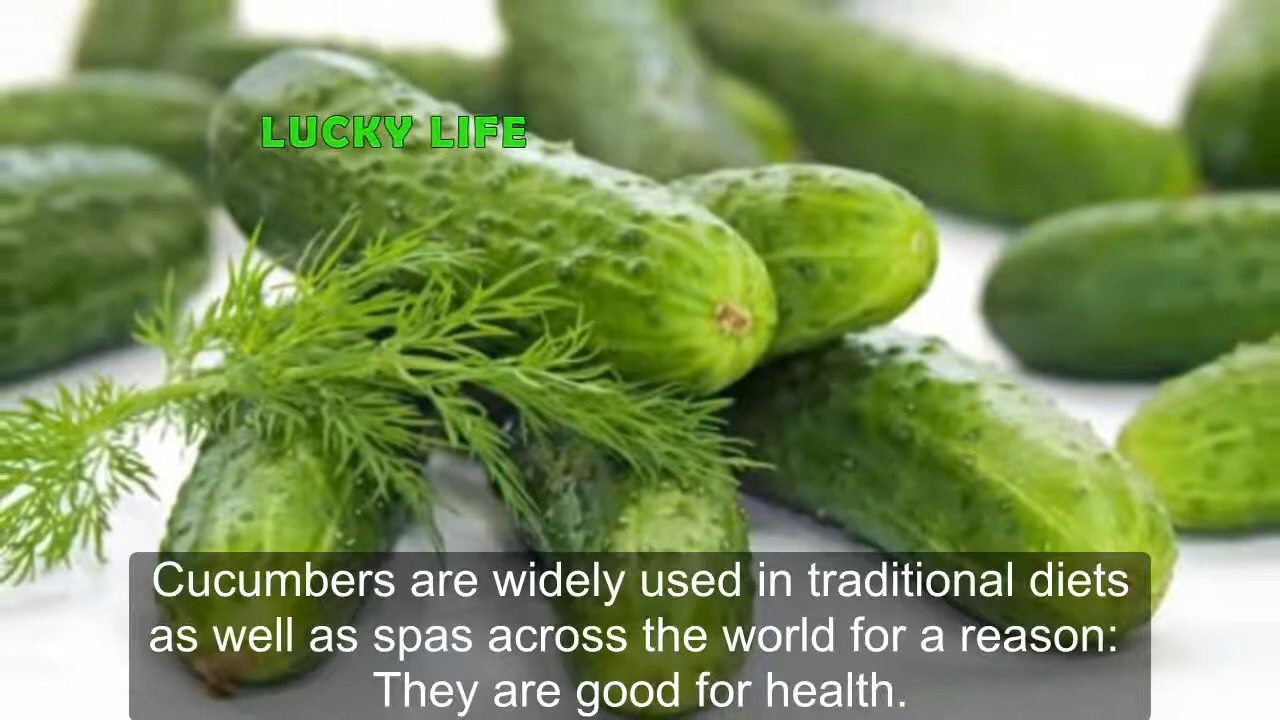 LUCKY LIFE
Cucumbers are widely used in traditional diets
as well as spas across the world for a reason:
They are good for health.